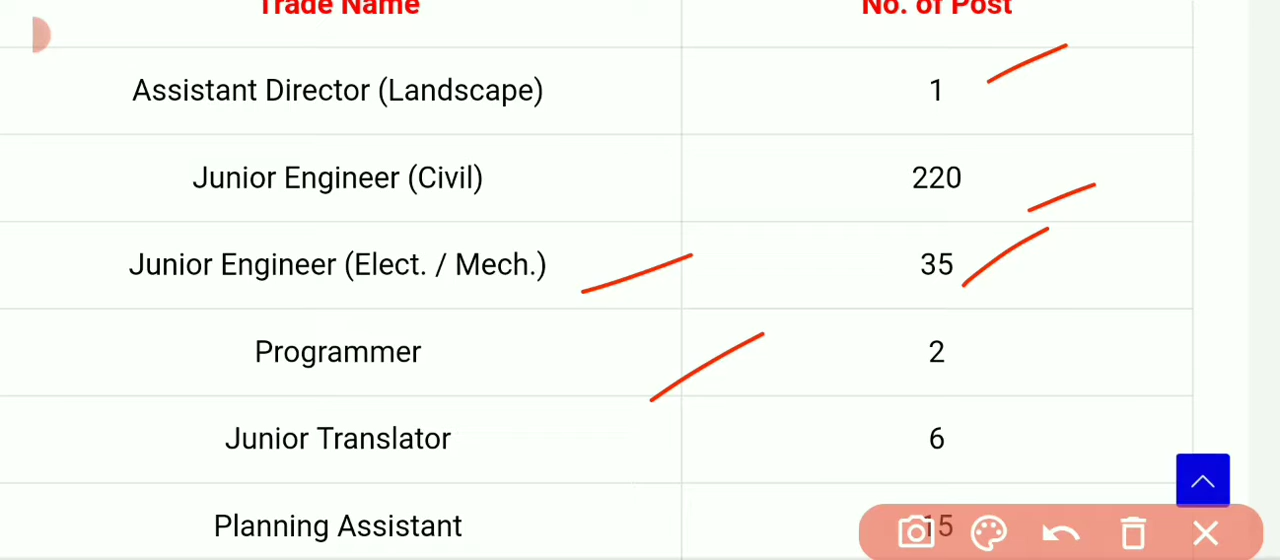 Trade Name No. of Post
Assistant Director (Landscape) 1
Junior Engineer (Civil) 220
Junior Engineer (Elect. / Mech.) 35
Programmer 2
Junior Translator 6
Planning Assistant 15